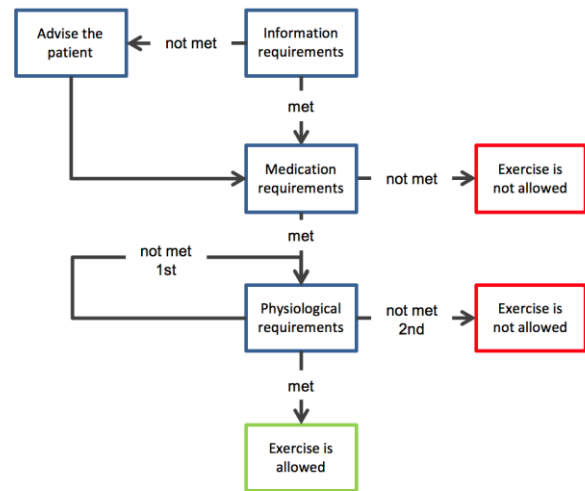 Advise the
patient
not met
Information
requirements
met
Medication
requirements
not met
Exercise is
not allowed
met
not met
1st
Physiological
requirements
not met
2nd
Exercise is
not allowed
met
Exercise is
allowed